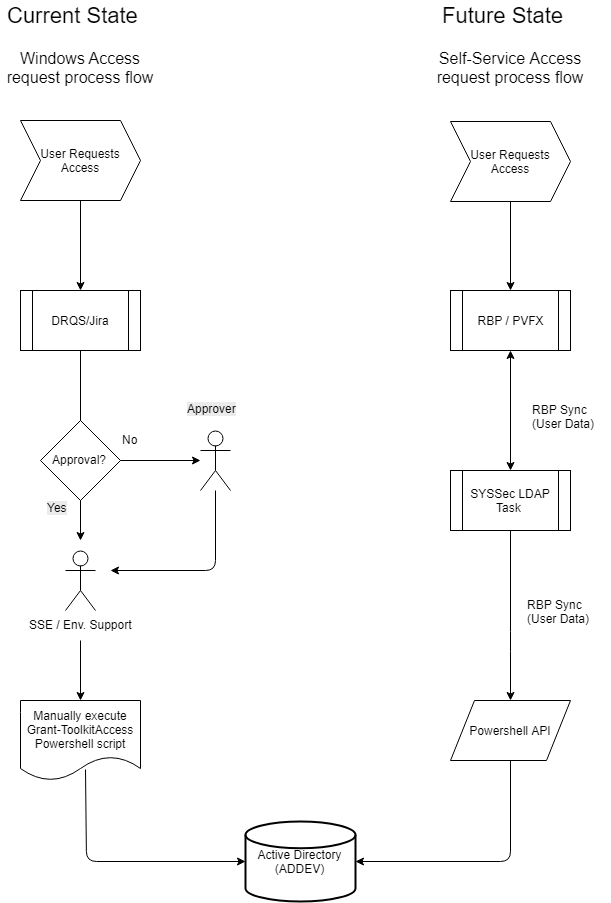 Current State
Windows Access
request process flow
User Requests
Access
DRQS/Jira
Approver
No
Approval?
Yes
SSE / Env. Support
Manually execute
Grant-ToolkitAccess
Powershell script
Future State
Self-Service Access
request process flow
User Requests
Access
RBP / PVFX
RBP Sync
(User Data)
SYSSec LDAP
Task
RBP Sync
(User Data)
Powershell API
Active Directory
(ADDEV)